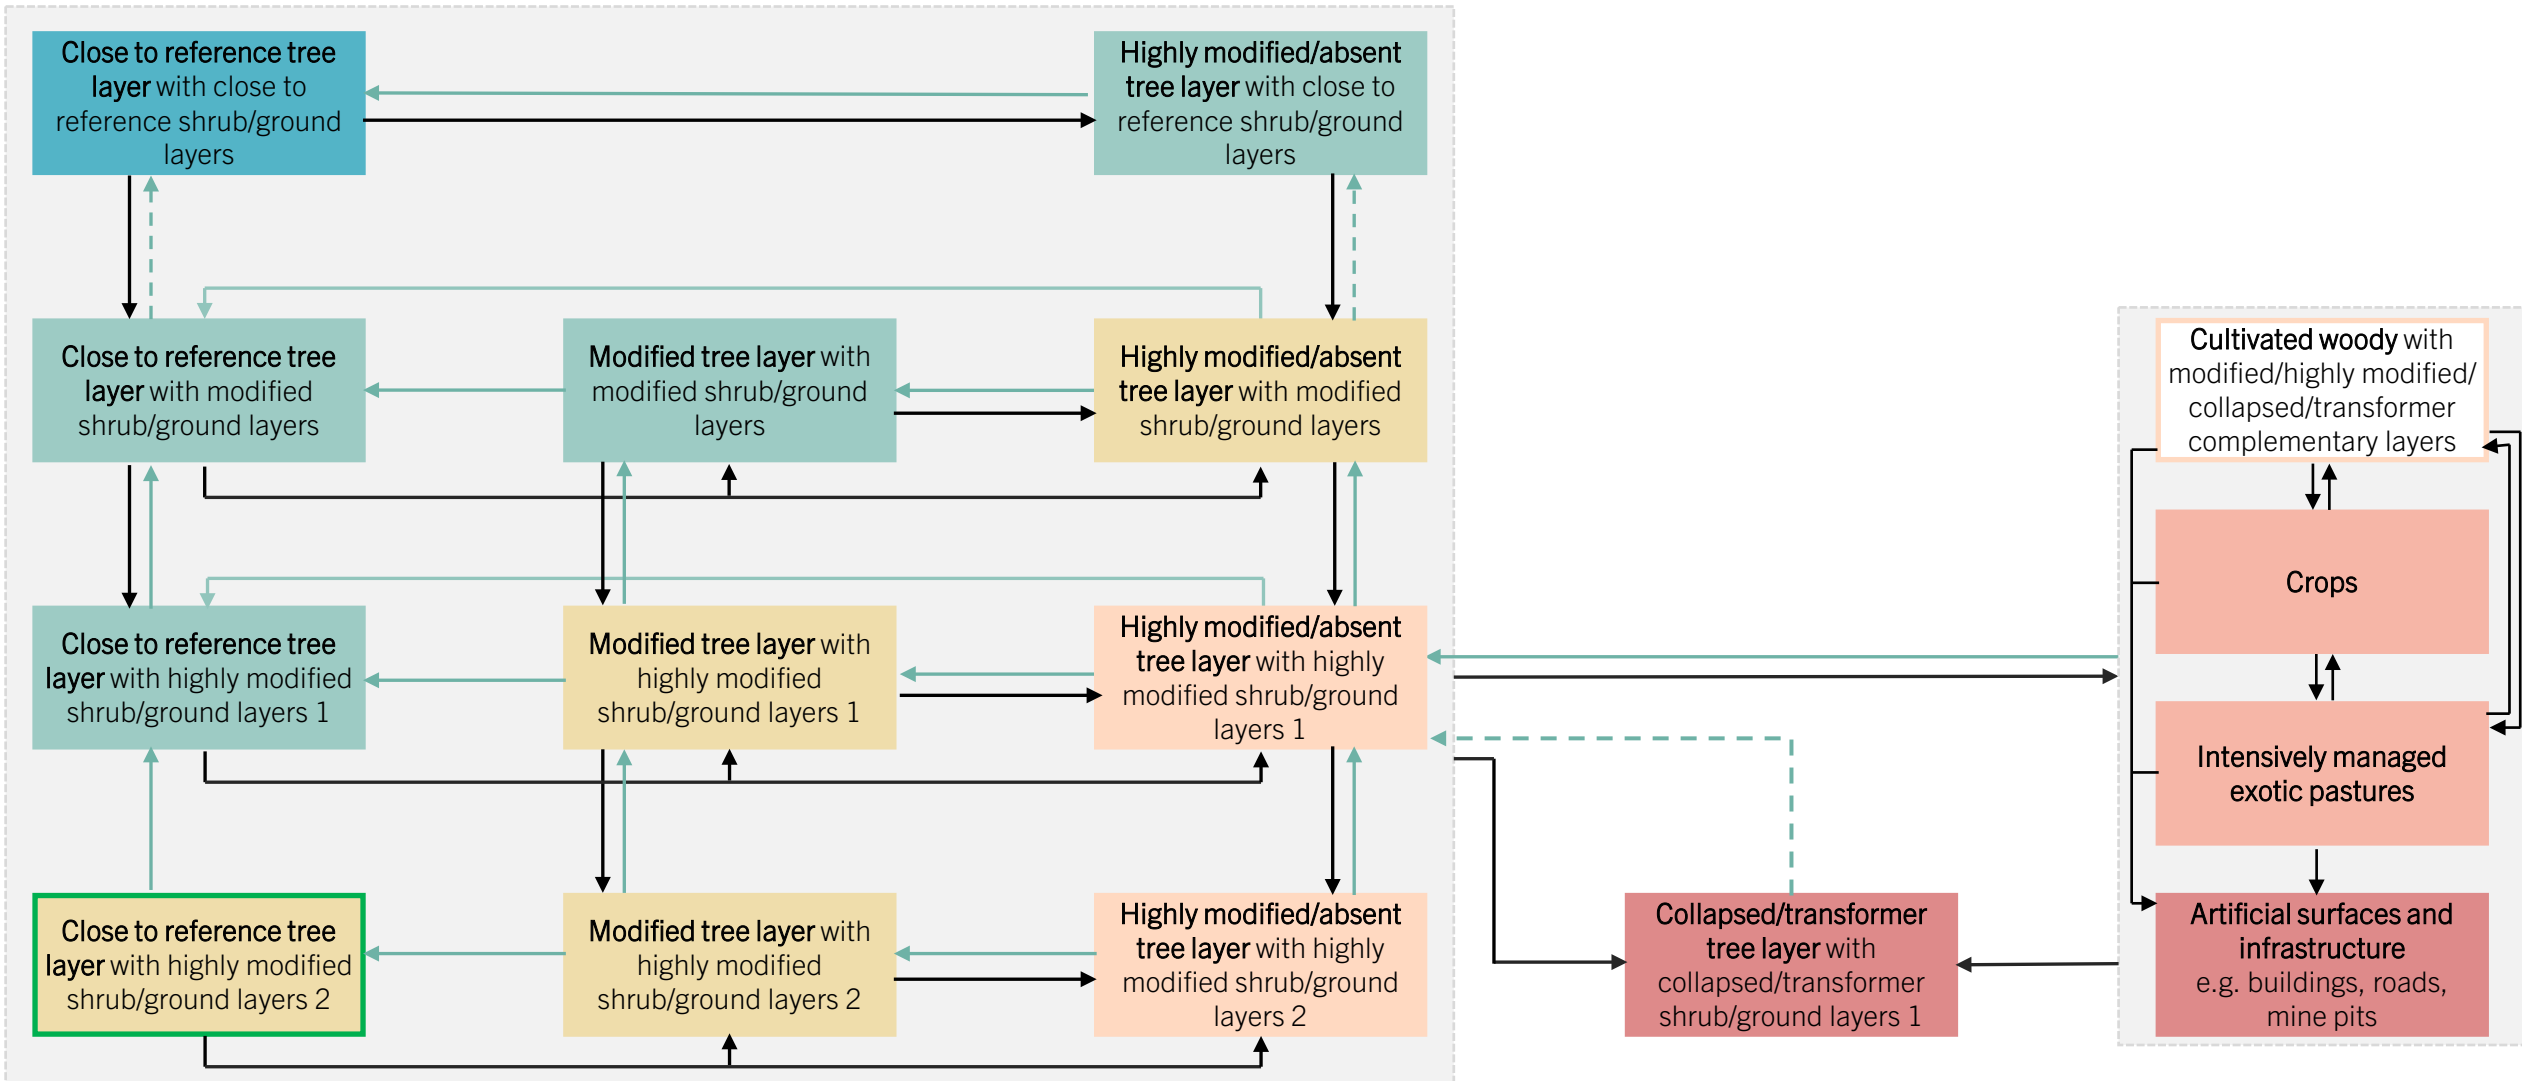 Close to reference tree
layer with close to
reference shrub/ground
layers
Highly modified/absent
tree layer with close to
reference shrub/ground
layers
Close to reference tree
layer with modified
shrub/ground layers
Modified tree layer with
modified shrub/ground
layers
Highly modified/absent
tree layer with modified
shrub/ground layers
Cultivated woody with
modified/highly modified/
collapsed/transformer
complementary layers
Crops
Close to reference tree
layer with highly modified
shrub/ground layers 1
Modified tree layer with
highly modified
shrub/ground layers 1
Highly modified/absent
tree layer with highly
modified shrub/ground
layers 1
Intensively managed
exotic pastures
Close to reference tree
layer with highly modified
shrub/ground layers 2
Modified tree layer with
highly modified
shrub/ground layers 2
Highly modified/absent
tree layer with highly
modified shrub/ground
layers 2
Collapsed/transformer
tree layer with
collapsed/transformer
shrub/ground layers 1
Artificial surfaces and
infrastructure
e.g. buildings, roads,
mine pits